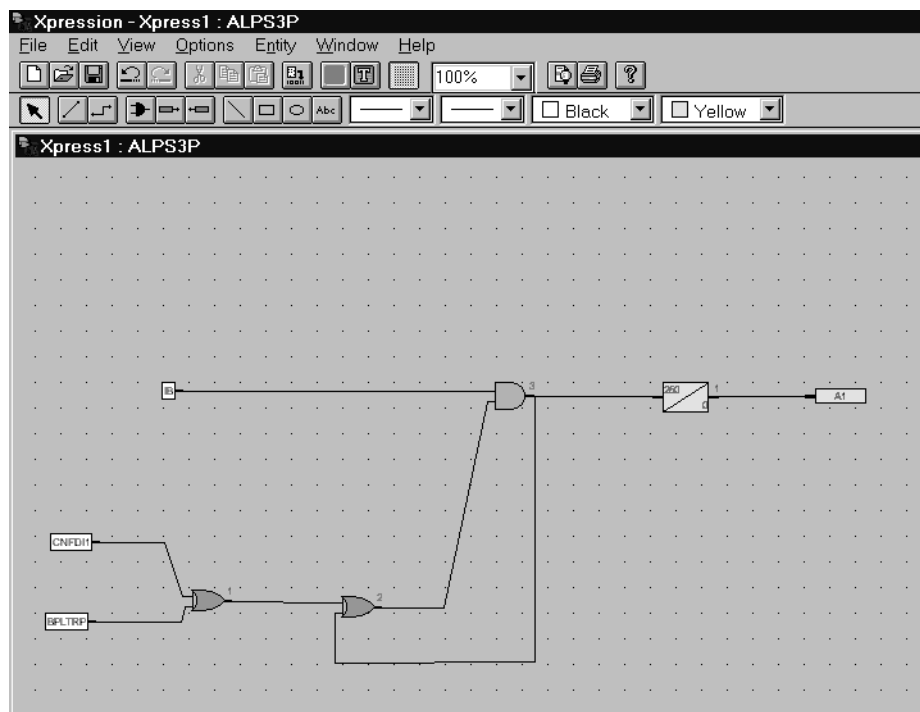 Xpression - Xpress1 : ALPS3P
File Edit View Options Entity Window Help
100%
Abc Black Yellow
Xpress1 : ALPS3P
3
IB
250 1
0
A1
CNFDI1
1
2
BPLTRP